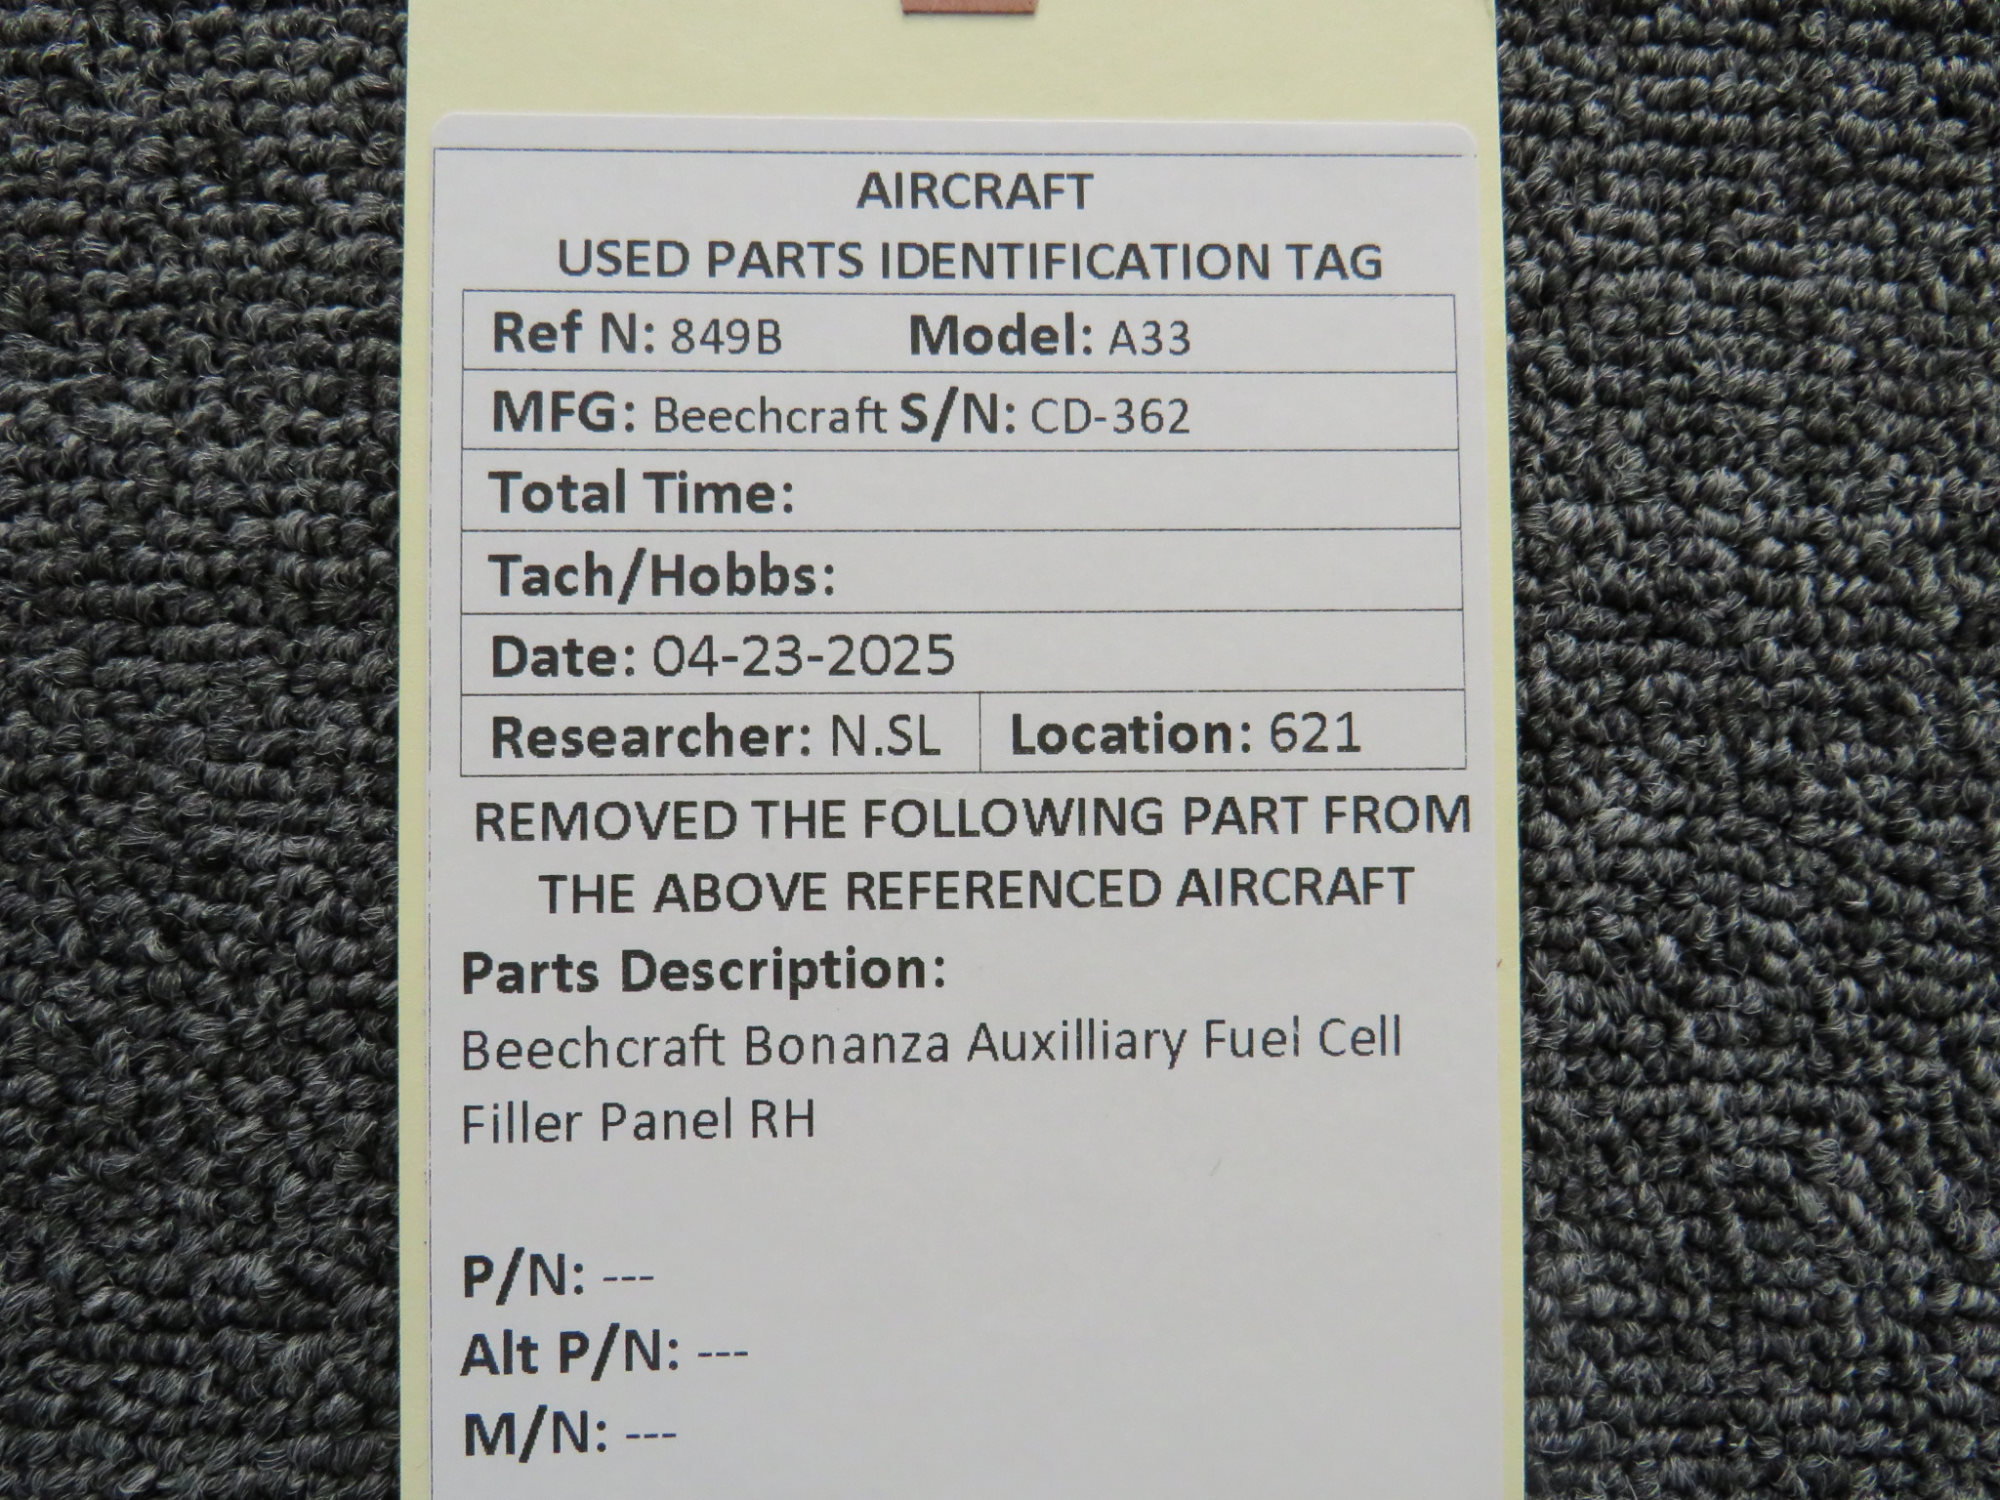 AIRCRAFT
USED PARTS IDENTIFICATION TAG
Ref N: 849B Model: A33
MFG: Beechcraft S/N: CD-362
Total Time:
Tach/Hobbs:
Date: 04-23-2025
Researcher: N.SL Location: 621
REMOVED THE FOLLOWING PART FROM
THE ABOVE REFERENCED AIRCRAFT
Parts Description:
Beechcraft Bonanza Auxilliary Fuel Cell
Filler Panel RH
P/N: ---
Alt P/N: ---
M/N: ---